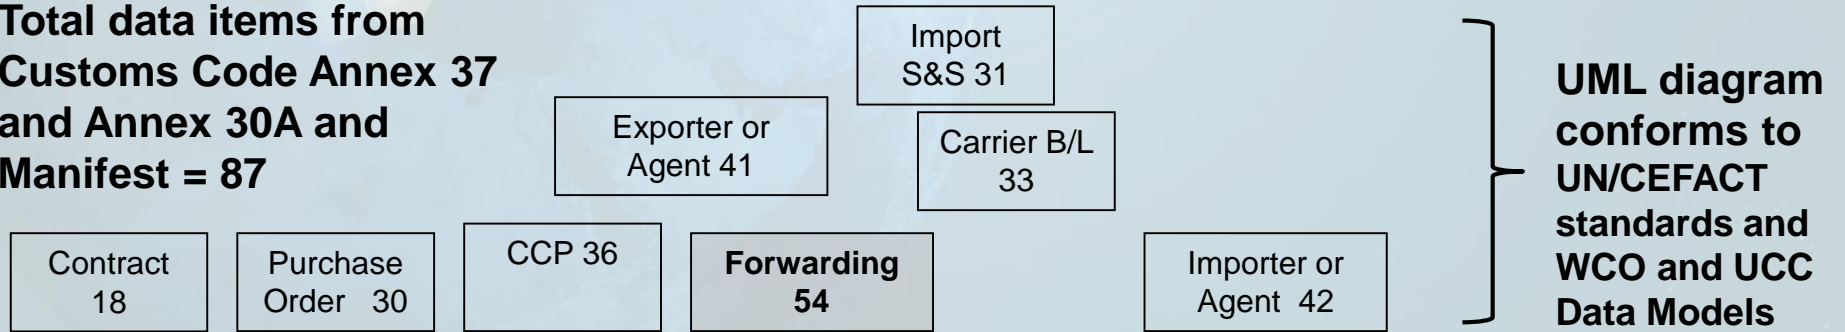 Total data items from
Customs Code Annex 37
and Annex 30A and
Manifest = 87
Import
S&S 31
Exporter or
Agent 41
Carrier B/L
33
Contract
18
Purchase
Order 30
CCP 36
Forwarding
54
Importer or
Agent 42
UML diagram
conforms to
UN/CEFACT
standards and
WCO and UCC
Data Models